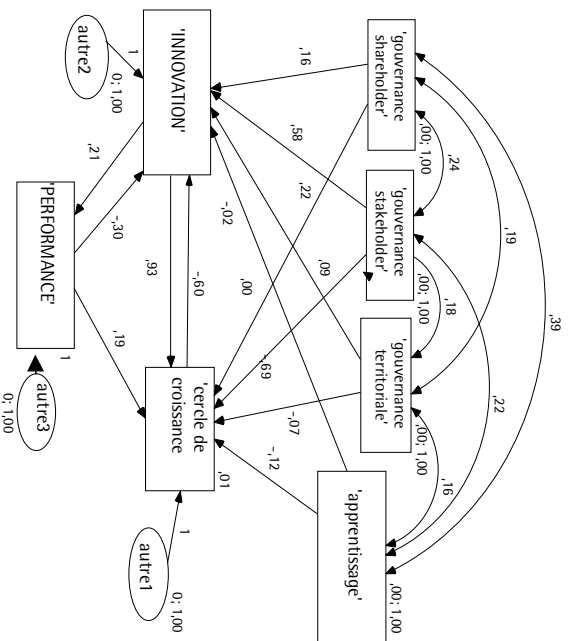 ,39
,19 ,22
,24 ,18 ,16
,00; 1,00 ,00; 1,00 ,00; 1,00
'gouvernance
shareholder'
'gouvernance
stakeholder'
'gouvernance
territoriale'
,00; 1,00
'apprentissage'
,16 ,58 ,22 ,09 -,69 -,07 -,12
-,02 ,00 ,01
'INNOVATION'
-,60
,93
'cercle de
croissance
1
0; 1,00
autre2
1
0; 1,00
autre1
,21 -,30 ,19
'PERFORMANCE'
1
autre3
0; 1,00